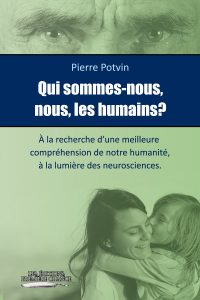 Pierre Potvin
Qui sommes-nous,
nous, les humains?
À la recherche d'une meilleure
compréhension de notre humanité,
à la lumière des neurosciences.